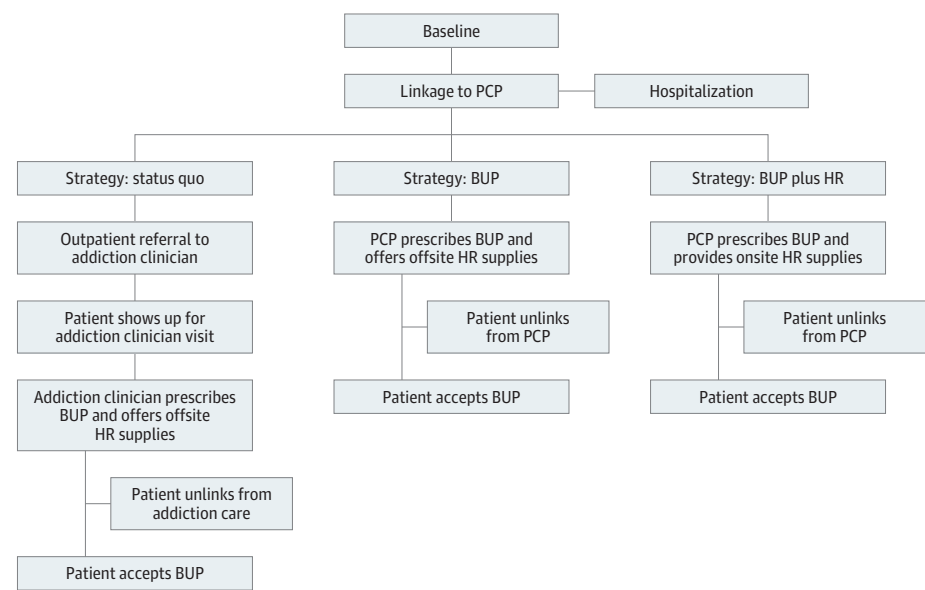 Baseline
Linkage to PCP
Hospitalization
Strategy: status quo
Strategy: BUP
Strategy: BUP plus HR
Outpatient referral to
addiction clinician
PCP prescribes BUP and
offers offsite HR supplies
PCP prescribes BUP and
provides onsite HR supplies
Patient shows up for
addiction clinician visit
Patient unlinks
from PCP
Patient unlinks
from PCP
Addiction clinician prescribes
BUP and offers offsite
HR supplies
Patient accepts BUP
Patient accepts BUP
Patient unlinks from
addiction care
Patient accepts BUP